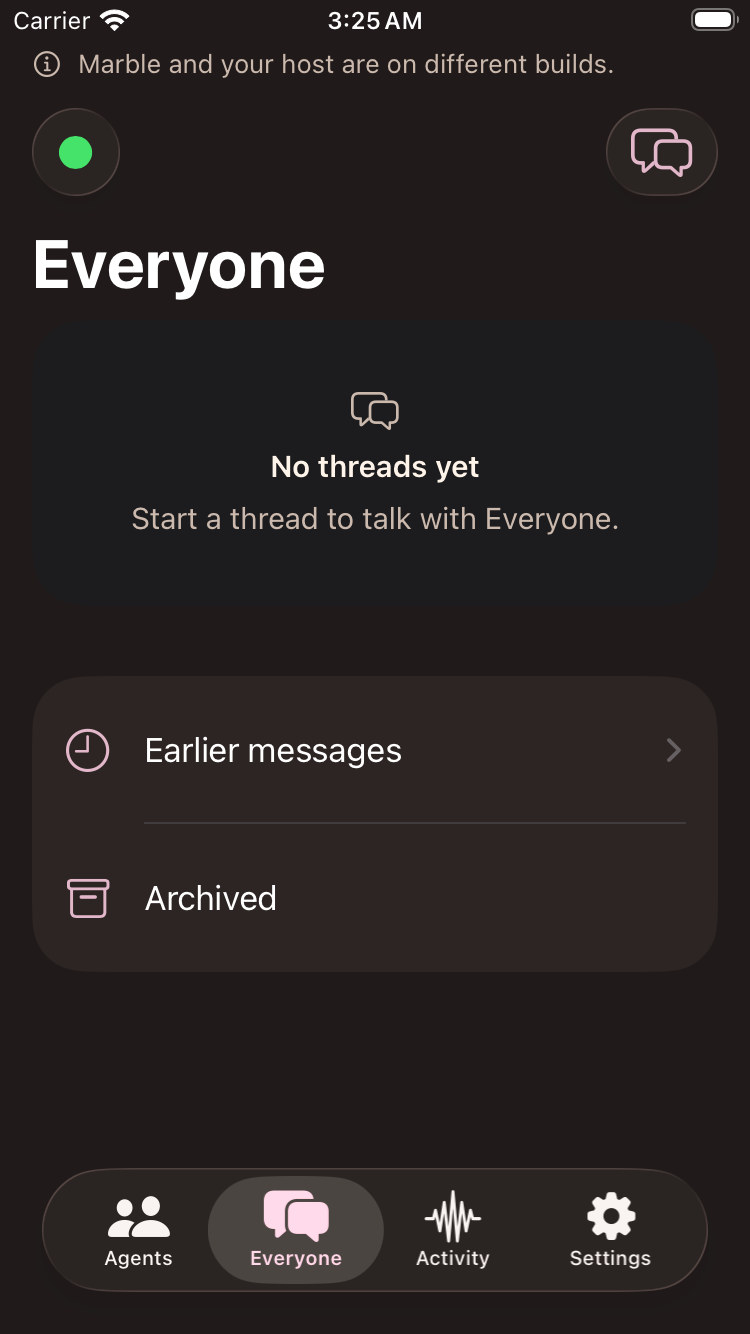 Carrier 3:25 AM
Marble and your host are on different builds.
Everyone
No threads yet
Start a thread to talk with Everyone.
Earlier messages
Archived
Agents Everyone Activity Settings